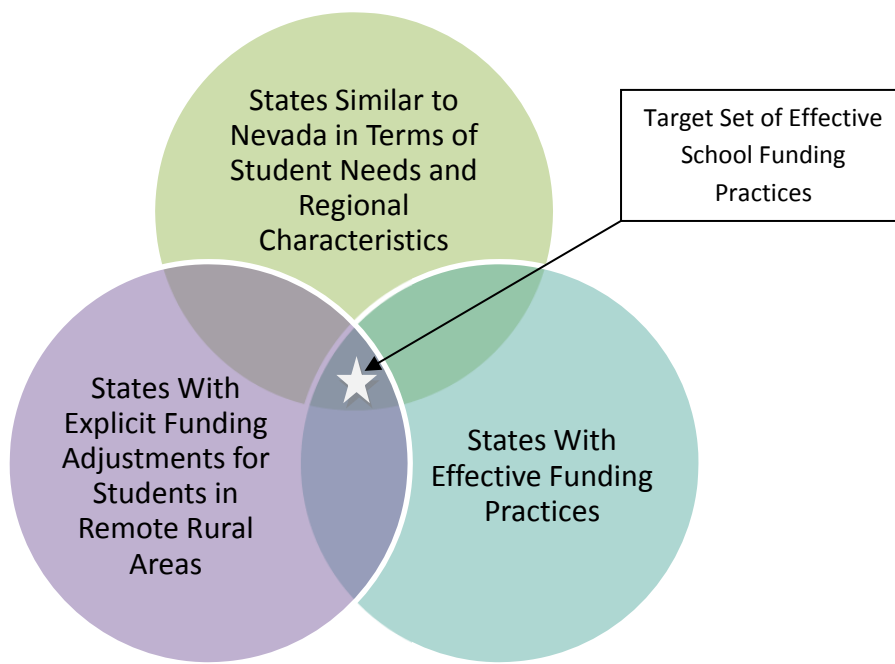 States Similar to
Nevada in Terms of
Student Needs and
Regional
Characteristics
Target Set of Effective
School Funding
Practices
States With
Explicit Funding
Adjustments for
Students in
Remote Rural
Areas
States With
Effective Funding
Practices